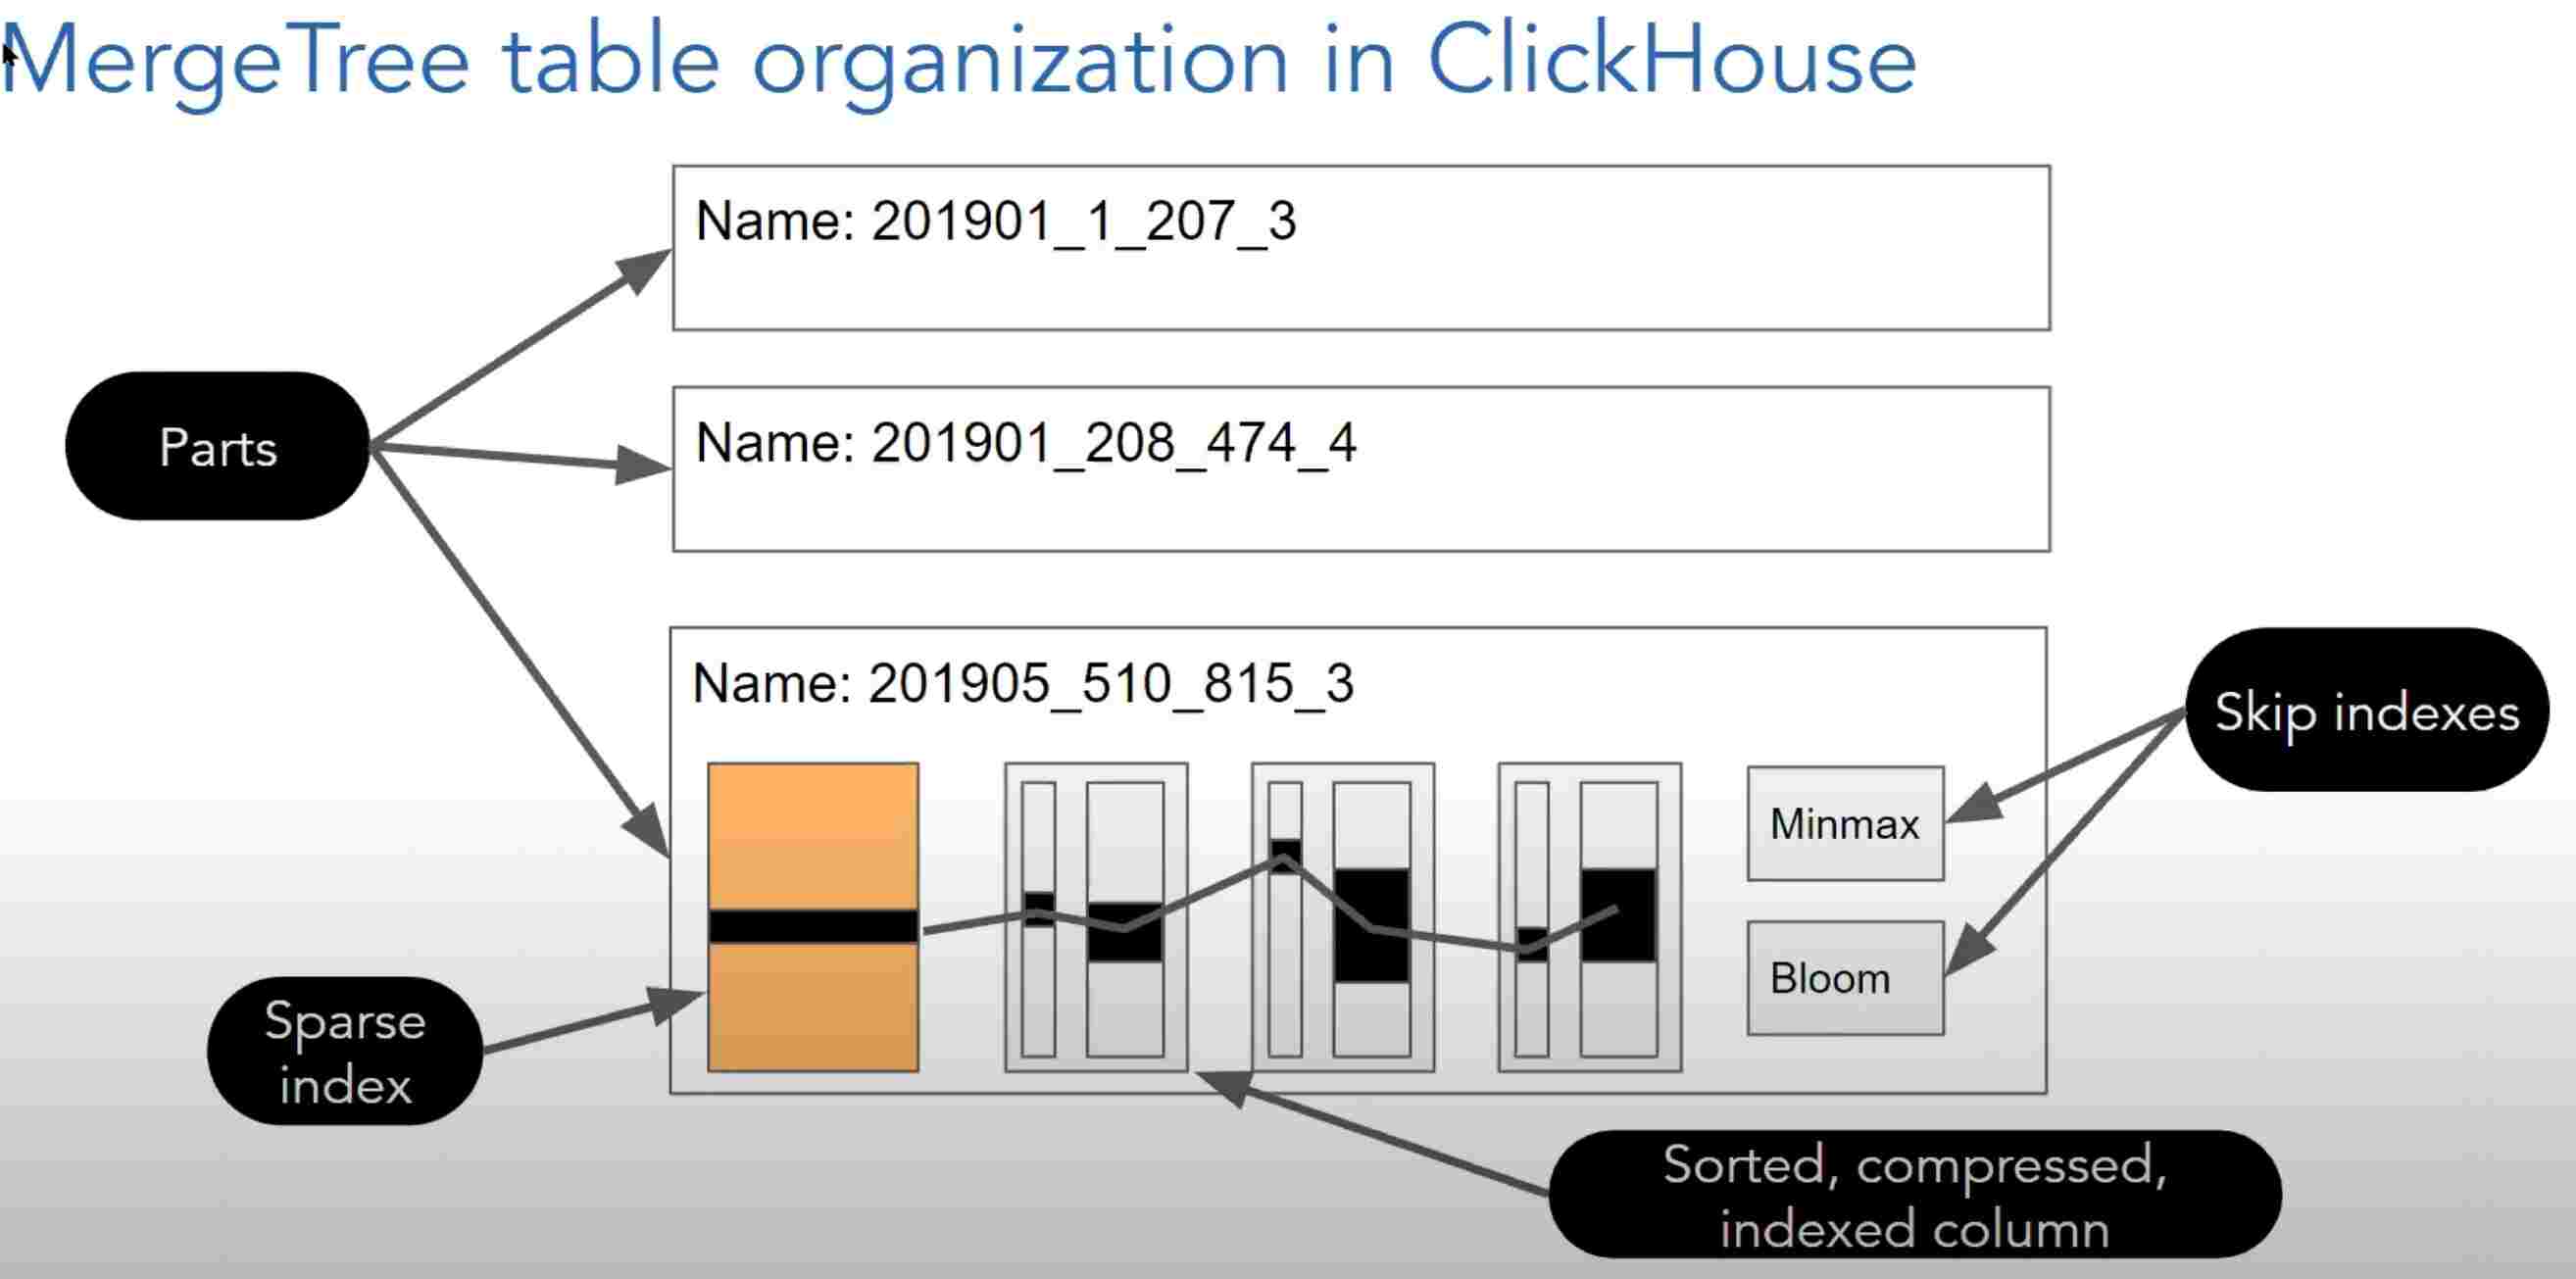 MergeTree table organization in ClickHouse
Name: 201901_1_207_3
Parts
Name: 201901_208_474_4
Name: 201905_510_815_3
Skip indexes
Minmax
Bloom
Sparse
index
Sorted, compressed,
indexed column